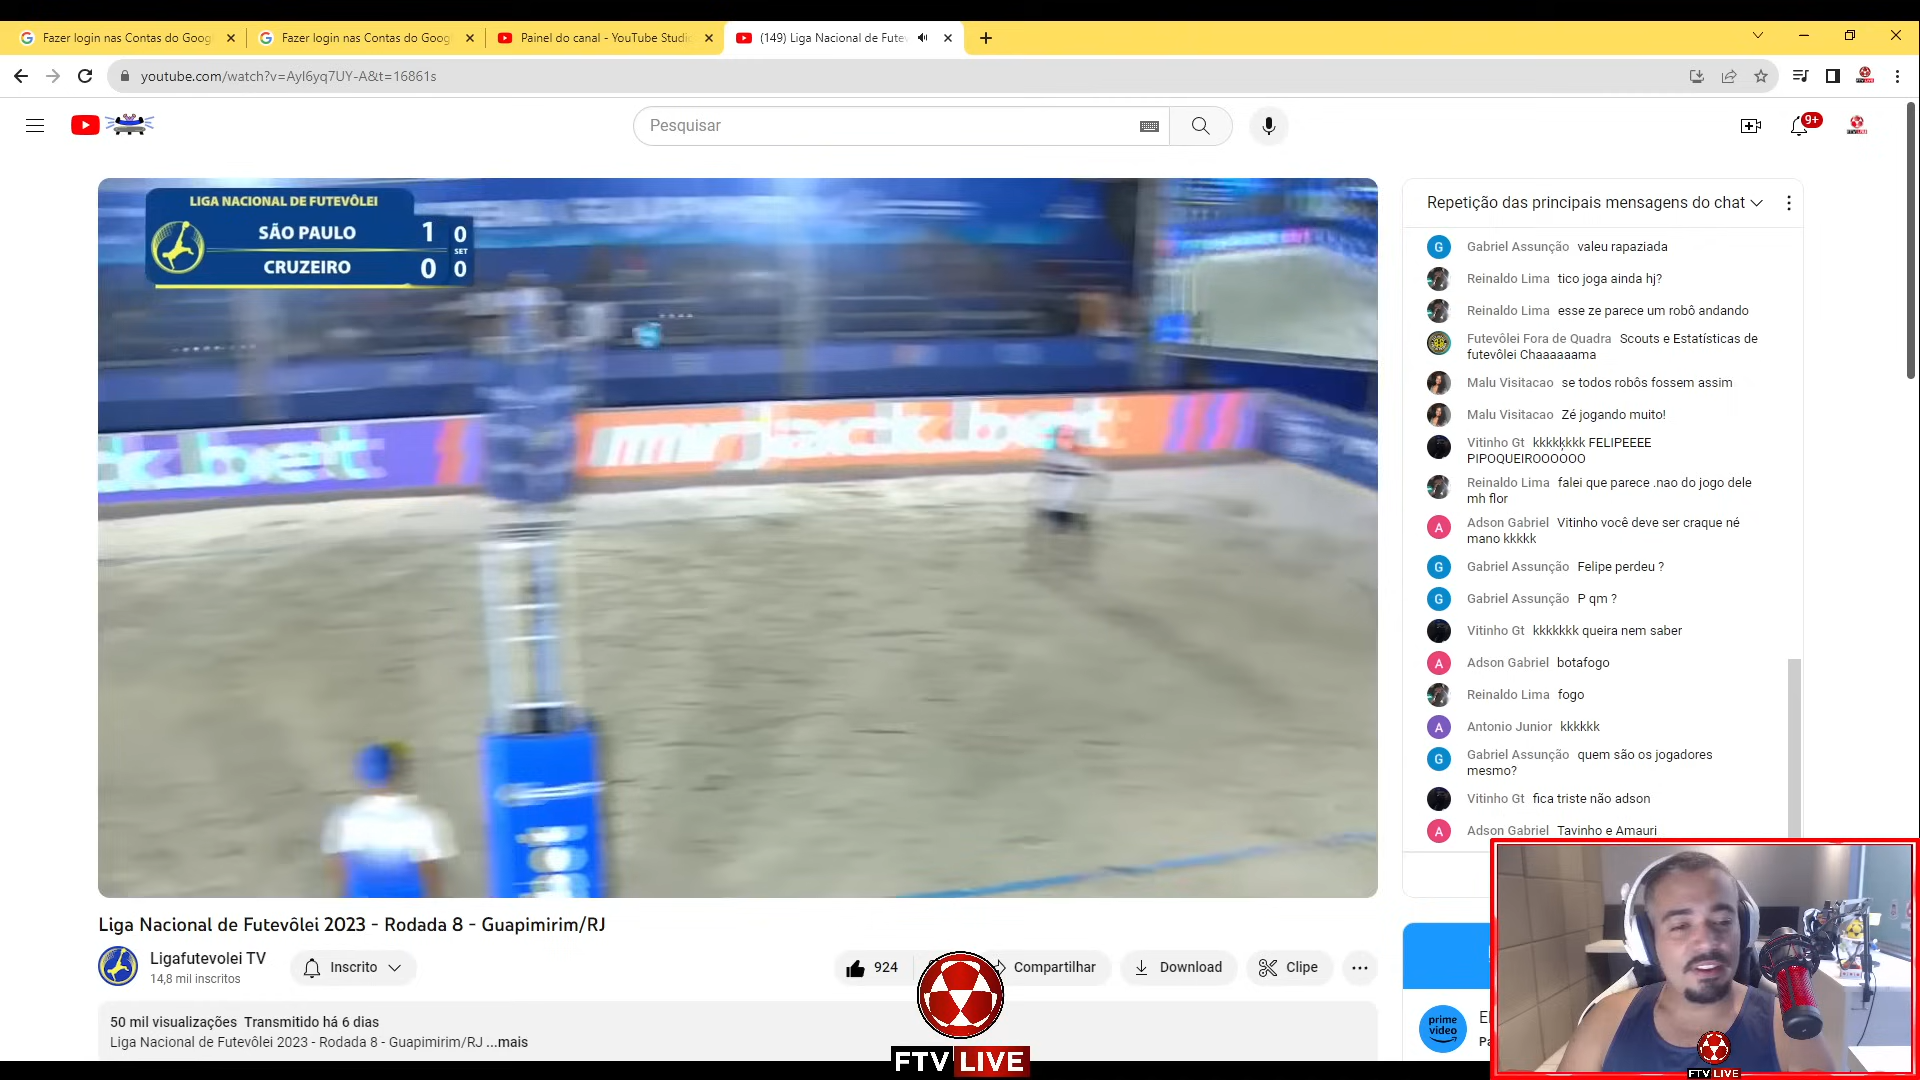 Fazer login nas Contas do Goog
Fazer login nas Contas do Goog
Painel do canal - YouTube Studio
(149) Liga Nacional de Futev
youtube.com/watch?v=AyI6yq7UY-A&t=16861s
Pesquisar
9+
LIGA NACIONAL DE FUTEVÔLEI
SÃO PAULO 1 0
SET
CRUZEIRO 0 0
ck.bet
mrjack.bet
Repetição das principais mensagens do chat
Gabriel Assunção valeu rapaziada
Reinaldo Lima tico joga ainda hj?
Reinaldo Lima esse ze parece um robô andando
Futevôlei Fora de Quadra Scouts e Estatísticas de
futevôlei Chaaaaaama
Malu Visitacao se todos robôs fossem assim
Malu Visitacao Zé jogando muito!
Vitinho Gt kkkkkkkk FELIPEEEE
PIPOQUEIROOOOOO
Reinaldo Lima falei que parece .nao do jogo dele
mh flor
Adson Gabriel Vitinho você deve ser craque né
mano kkkkk
Gabriel Assunção Felipe perdeu ?
Gabriel Assunção P qm ?
Vitinho Gt kkkkkkk queira nem saber
Adson Gabriel botafogo
Reinaldo Lima fogo
Antonio Junior kkkkkk
Gabriel Assunção quem são os jogadores
mesmo?
Vitinho Gt fica triste não adson
Adson Gabriel Tavinho e Amauri
Liga Nacional de Futevôlei 2023 - Rodada 8 - Guapimirim/RJ
Ligafutevolei TV
14,8 mil inscritos
Inscrito
924
Compartilhar
Download
Clipe
50 mil visualizações Transmitido há 6 dias
Liga Nacional de Futevôlei 2023 - Rodada 8 - Guapimirim/RJ ...mais
prime
video
FTV LIVE
FTV LIVE